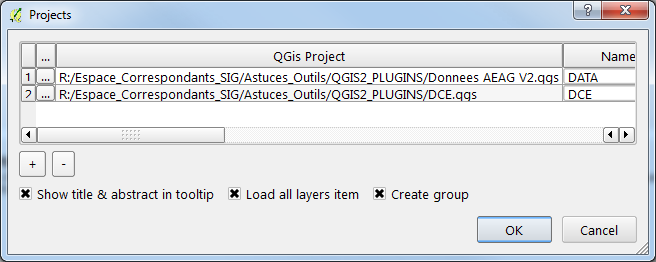 Projects
... QGis Project Name
1 ... R:/Espace_Correspondants_SIG/Astuces_Outils/QGIS2_PLUGINS/Donnees AEAG V2.qgs DATA
2 ... R:/Espace_Correspondants_SIG/Astuces_Outils/QGIS2_PLUGINS/DCE.qgs DCE
+ -
Show title & abstract in tooltip Load all layers item Create group
OK Cancel